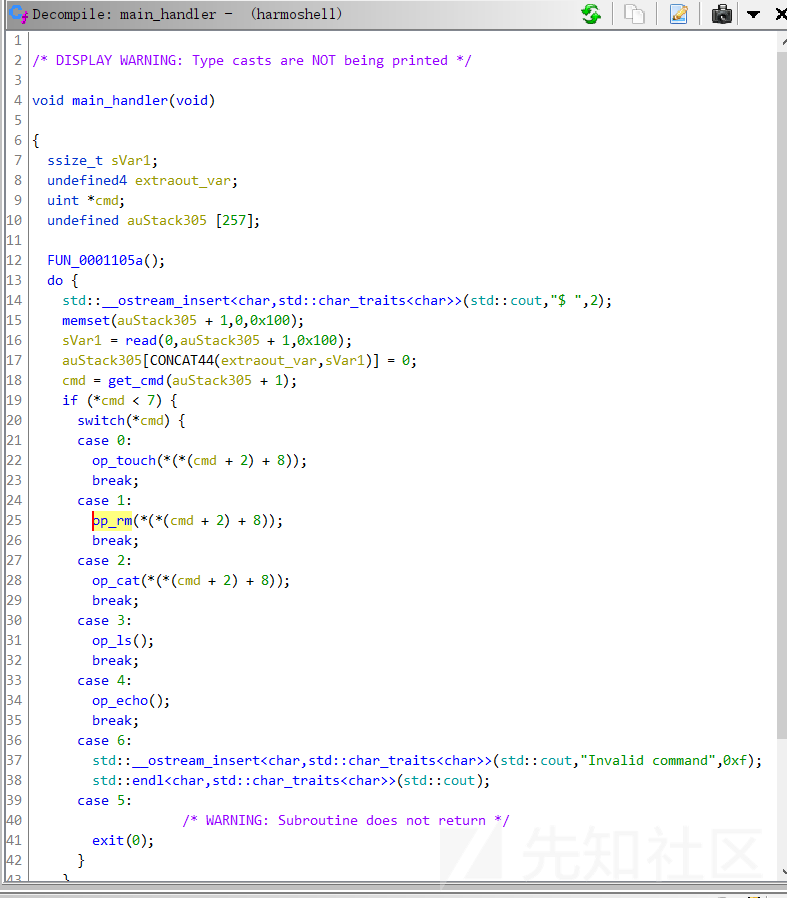 Decompile: main_handler - (harmoshell)
1
2 /* DISPLAY WARNING: Type casts are NOT being printed */
3
4 void main_handler(void)
5
6 {
7 ssize_t sVar1;
8 undefined4 extraout_var;
9 uint *cmd;
10 undefined auStack305 [257];
11
12 FUN_0001105a();
13 do {
14 std::__ostream_insert<char,std::char_traits<char>>(std::cout,"$ ",2);
15 memset(auStack305 + 1,0,0x100);
16 sVar1 = read(0,auStack305 + 1,0x100);
17 auStack305[CONCAT44(extraout_var,sVar1)] = 0;
18 cmd = get_cmd(auStack305 + 1);
19 if (*cmd < 7) {
20 switch(*cmd) {
21 case 0:
22 op_touch(*(*(cmd + 2) + 8));
23 break;
24 case 1:
25 op_rm(*(*(cmd + 2) + 8));
26 break;
27 case 2:
28 op_cat(*(*(cmd + 2) + 8));
29 break;
30 case 3:
31 op_ls();
32 break;
33 case 4:
34 op_echo();
35 break;
36 case 6:
37 std::__ostream_insert<char,std::char_traits<char>>(std::cout,"Invalid command",0xf);
38 std::endl<char,std::char_traits<char>>(std::cout);
39 case 5:
40 /* WARNING: Subroutine does not return */
41 exit(0);
42 }
43 }
先知社区